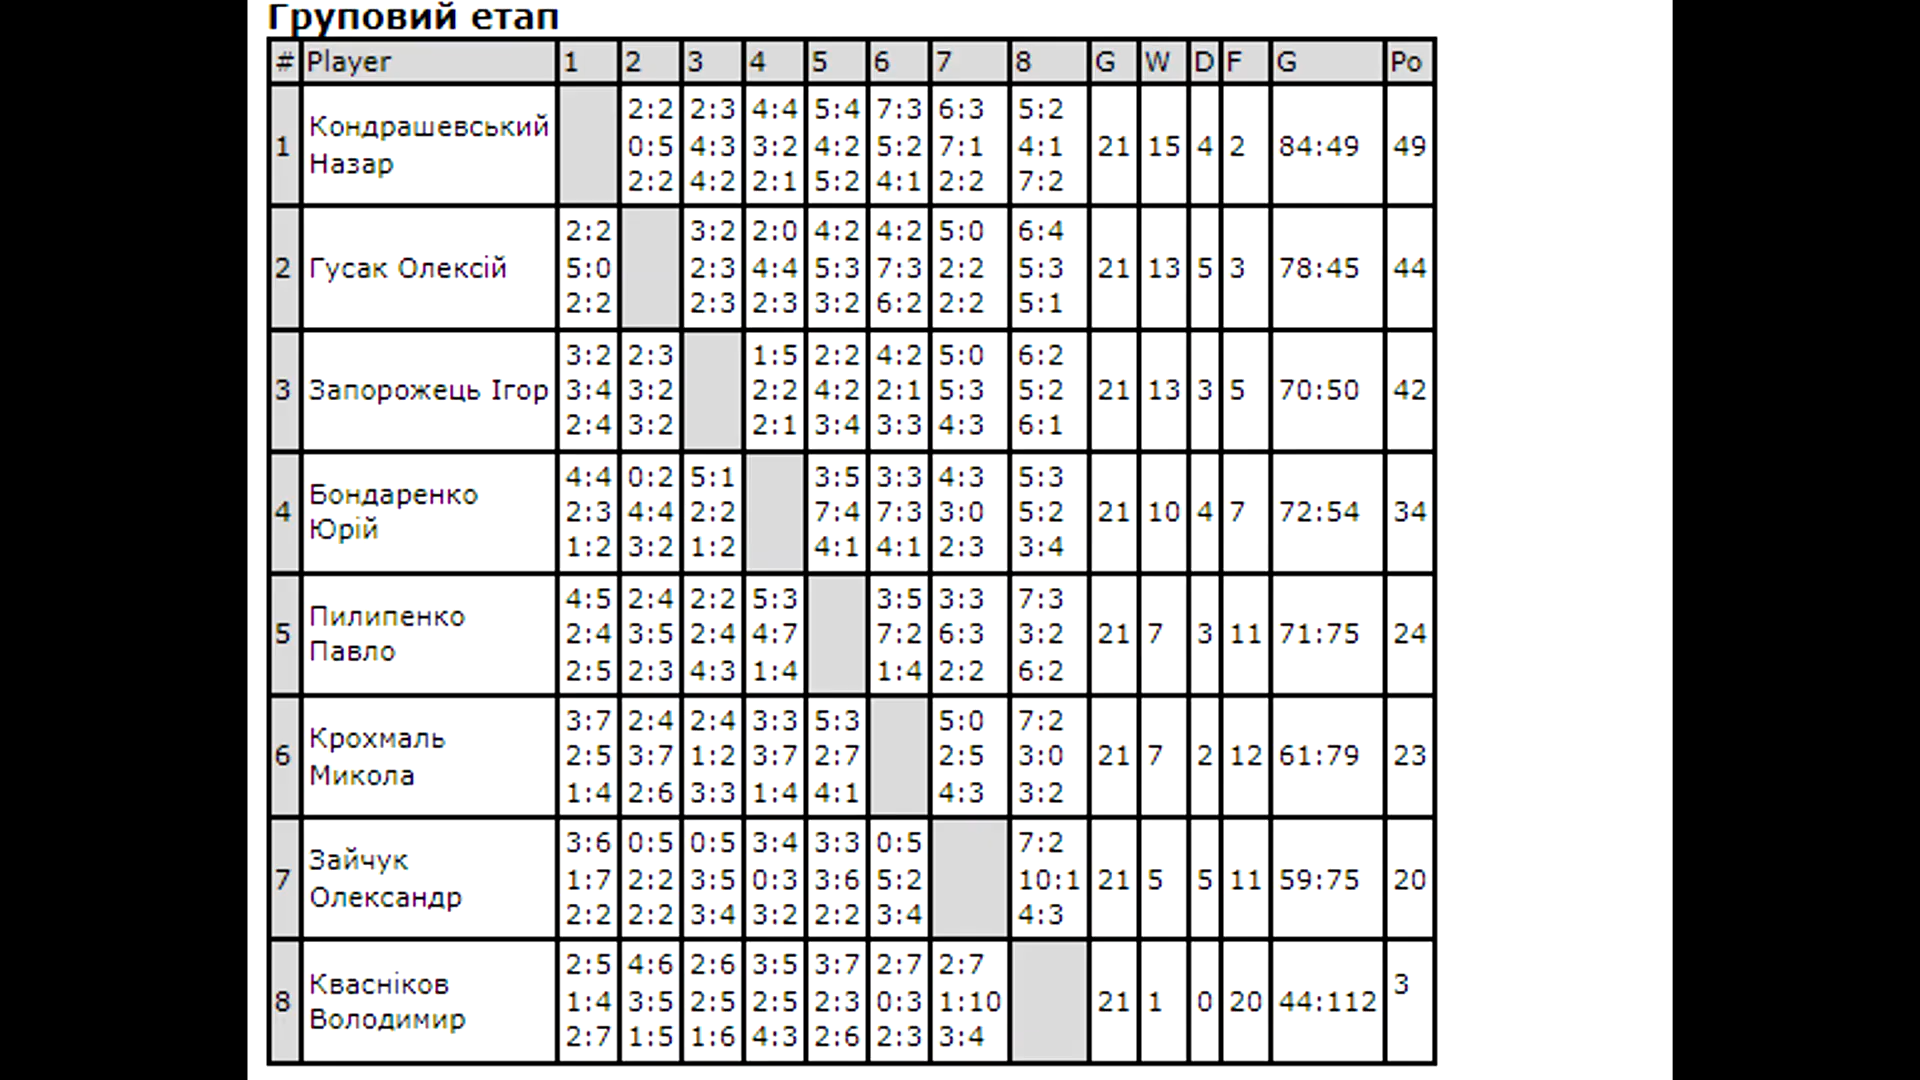 Груповий етап
# Player 1 2 3 4 5 6 7 8 G W D F G Po
1 Кондрашевський Назар 2:2 2:3 4:4 5:4 7:3 6:3 5:2 21 15 4 2 84:49 49
0:5 4:3 3:2 4:2 5:2 7:1 4:1
2:2 4:2 2:1 5:2 4:1 2:2 7:2
2 Гусак Олексій 2:2 3:2 2:0 4:2 4:2 5:0 6:4 21 13 5 3 78:45 44
5:0 2:3 4:4 5:3 7:3 2:2 5:3
2:2 2:3 2:3 3:2 6:2 2:2 5:1
3 Запорожець Ігор 3:2 2:3 1:5 2:2 4:2 5:0 6:2 21 13 3 5 70:50 42
3:4 3:2 2:2 4:2 2:1 5:3 5:2
2:4 3:2 2:1 3:4 3:3 4:3 6:1
4 Бондаренко Юрій 4:4 0:2 5:1 3:5 3:3 4:3 5:3 21 10 4 7 72:54 34
2:3 4:4 2:2 7:4 7:3 3:0 5:2
1:2 3:2 1:2 4:1 4:1 2:3 3:4
5 Пилипенко Павло 4:5 2:4 2:2 5:3 3:5 3:3 7:3 21 7 3 11 71:75 24
2:4 3:5 2:4 4:7 7:2 6:3 3:2
2:5 2:3 4:3 1:4 1:4 2:2 6:2
6 Крохмаль Микола 3:7 2:4 2:4 3:3 5:3 5:0 7:2 21 7 2 12 61:79 23
2:5 3:7 1:2 3:7 2:7 2:5 3:0
1:4 2:6 3:3 1:4 4:1 4:3 3:2
7 Зайчук Олександр 3:6 0:5 0:5 3:4 3:3 0:5 7:2 21 5 5 11 59:75 20
1:7 2:2 3:5 0:3 3:6 5:2 10:1
2:2 2:2 3:4 3:2 2:2 3:4 4:3
8 Квасніков Володимир 2:5 4:6 2:6 3:5 3:7 2:7 2:7 21 1 0 20 44:112 3
1:4 3:5 2:5 2:5 2:3 0:3 1:10
2:7 1:5 1:6 4:3 2:6 2:3 3:4